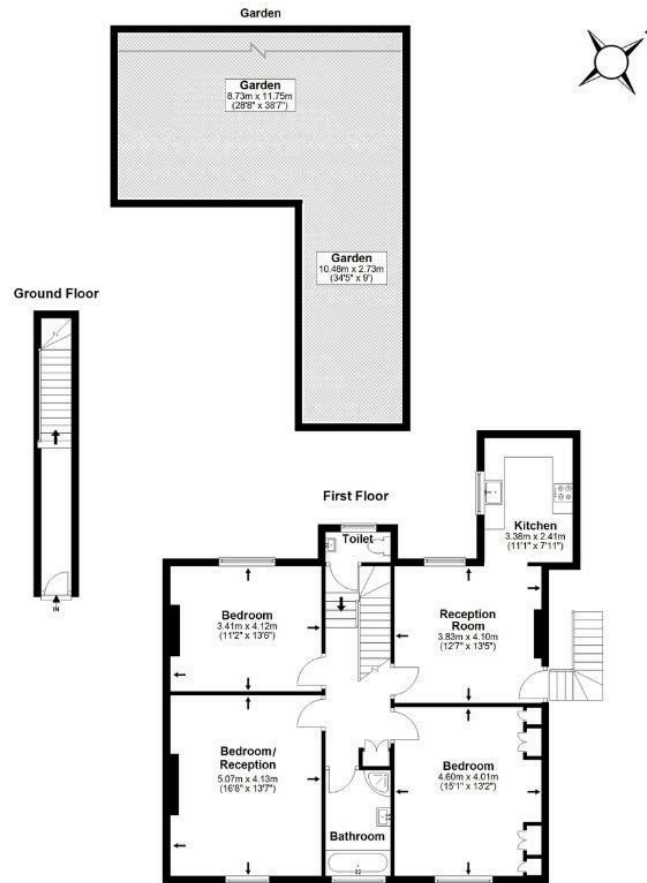 Garden
Garden
8.73m x 11.75m
(28'8" x 38'7")
Garden
10.48m x 2.73m
(34'5" x 9')
Ground Floor
IN
First Floor
Toilet
Kitchen
3.38m x 2.41m
(11'1" x 7'11")
Bedroom
3.41m x 4.12m
(11'2" x 13'6")
Reception
Room
3.83m x 4.10m
(12'7" x 13'5")
Bedroom/
Reception
5.07m x 4.13m
(16'8" x 13'7")
Bedroom
4.60m x 4.01m
(15'1" x 13'2")
Bathroom